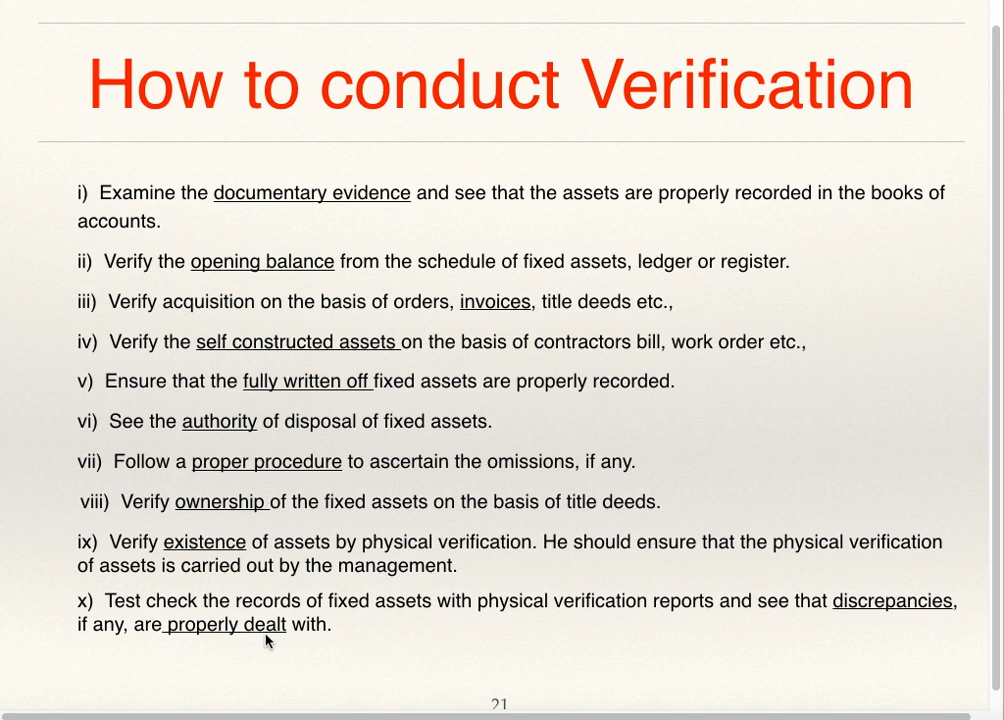 How to conduct Verification
i) Examine the documentary evidence and see that the assets are properly recorded in the books of
accounts.
ii) Verify the opening balance from the schedule of fixed assets, ledger or register.
iii) Verify acquisition on the basis of orders, invoices, title deeds etc.,
iv) Verify the self constructed assets on the basis of contractors bill, work order etc.,
v) Ensure that the fully written off fixed assets are properly recorded.
vi) See the authority of disposal of fixed assets.
vii) Follow a proper procedure to ascertain the omissions, if any.
viii) Verify ownership of the fixed assets on the basis of title deeds.
ix) Verify existence of assets by physical verification. He should ensure that the physical verification
of assets is carried out by the management.
x) Test check the records of fixed assets with physical verification reports and see that discrepancies,
if any, are properly dealt with.
21